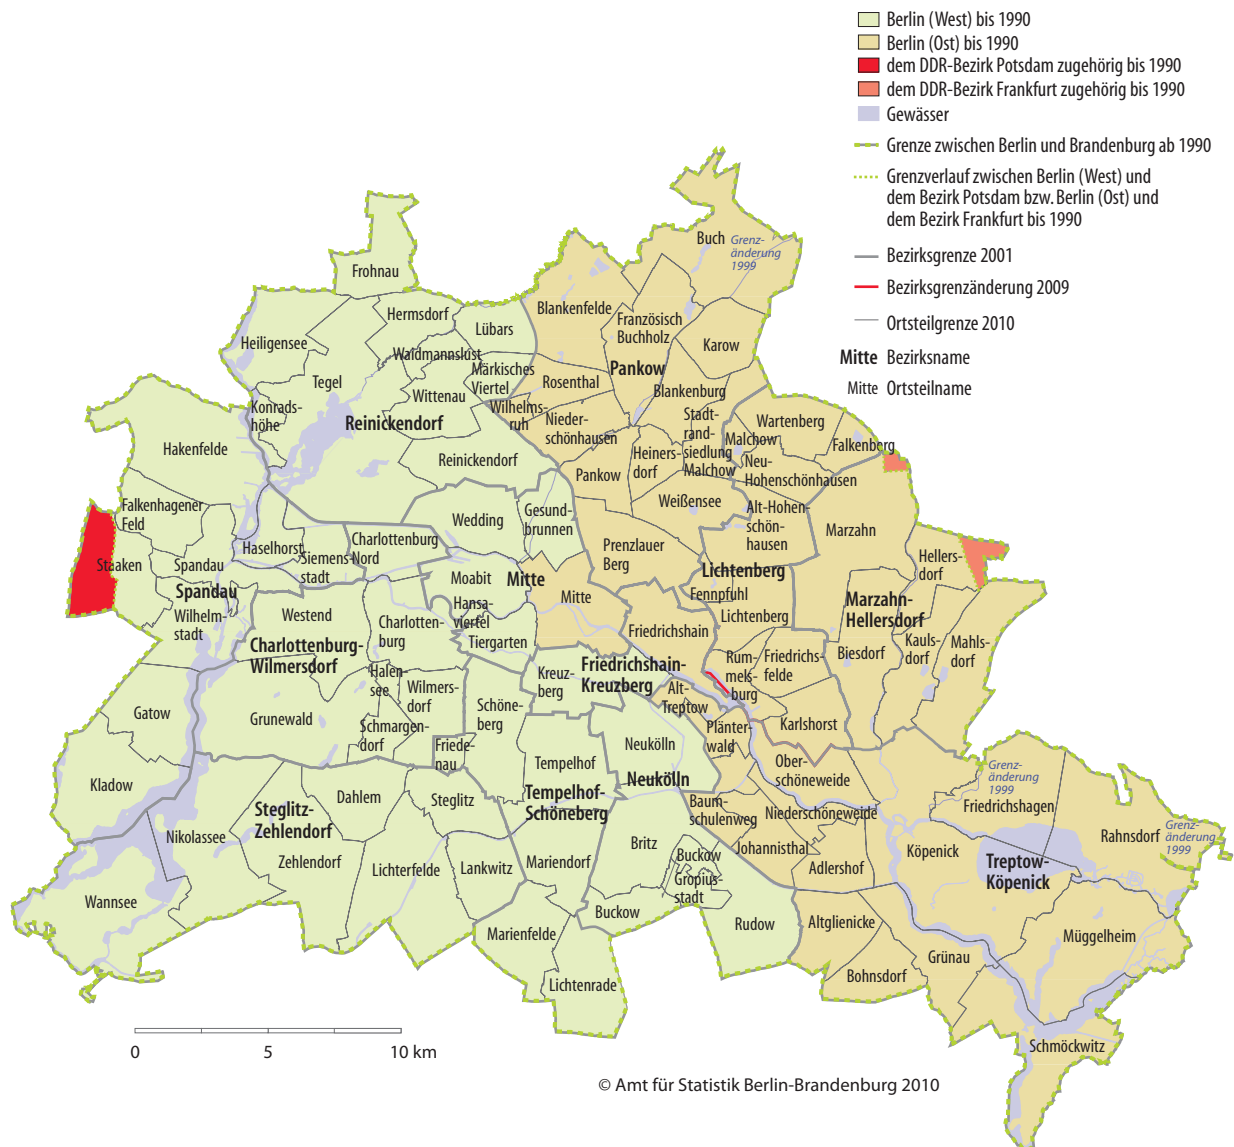 Berlin (West) bis 1990
Berlin (Ost) bis 1990
dem DDR-Bezirk Potsdam zugehörig bis 1990
dem DDR-Bezirk Frankfurt zugehörig bis 1990
Gewässer
Grenze zwischen Berlin und Brandenburg ab 1990
Grenzverlauf zwischen Berlin (West) und
dem Bezirk Potsdam bzw. Berlin (Ost) und
dem Bezirk Frankfurt bis 1990
Bezirksgrenze 2001
Bezirksgrenzänderung 2009
Ortsteilgrenze 2010
Mitte Bezirksname
Mitte Ortsteilname
Buch
Grenz-
änderung
1999
Frohnau
Blankenfelde
Hermsdorf
Französisch
Buchholz
Lübars
Heiligensee
Karow
Waidmannslust
Märkisches
Viertel
Pankow
Tegel
Rosenthal
Blankenburg
Wittenau
Konrads-
höhe
Wilhelms-
ruh
Nieder-
schönhausen
Stadt-
rand-
siedlung
Malchow
Wartenberg
Reinickendorf
Malchow
Falkenberg
Hakenfelde
Heiners-
dorf
Reinickendorf
Neu-
Hohenschönhausen
Pankow
Weißensee
Falkenhagener
Feld
Gesund-
brunnen
Wedding
Alt-Hohen-
schön-
hausen
Marzahn
Charlottenburg
Nord
Haselhorst
Siemens-
stadt
Prenzlauer
Berg
Hellers-
dorf
Staaken
Spandau
Lichtenberg
Moabit
Mitte
Spandau
Fennpfuhl
Mitte
Marzahn-
Hellersdorf
Hansa-
viertel
Wilhelm-
stadt
Westend
Lichtenberg
Charlotten-
burg
Friedrichshain
Tiergarten
Kauls-
dorf
Mahls-
dorf
Charlottenburg-
Wilmersdorf
Biesdorf
Rum-
mels-
burg
Friedrichs-
felde
Friedrichshain-
Kreuzberg
Kreuz-
berg
Halen-
see
Wilmers-
dorf
Alt-
Treptow
Schöne-
berg
Gatow
Grunewald
Schmargen-
dorf
Karlshorst
Plänter-
wald
Friede-
nau
Neukölln
Tempelhof
Ober-
schöneweide
Kladow
Neukölln
Grenz-
änderung
1999
Friedrichshagen
Dahlem
Steglitz
Tempelhof-
Schöneberg
Steglitz-
Zehlendorf
Baum-
schulenweg
Niederschöneweide
Rahnsdorf
Grenz-
änderung
1999
Nikolassee
Britz
Johannisthal
Köpenick
Treptow-
Köpenick
Zehlendorf
Lichterfelde
Lankwitz
Mariendorf
Buckow
Gropius-
stadt
Adlershof
Wannsee
Buckow
Rudow
Altglienicke
Marienfelde
Müggelheim
Grünau
Bohnsdorf
Lichtenrade
Schmöckwitz
0 5 10 km
© Amt für Statistik Berlin-Brandenburg 2010